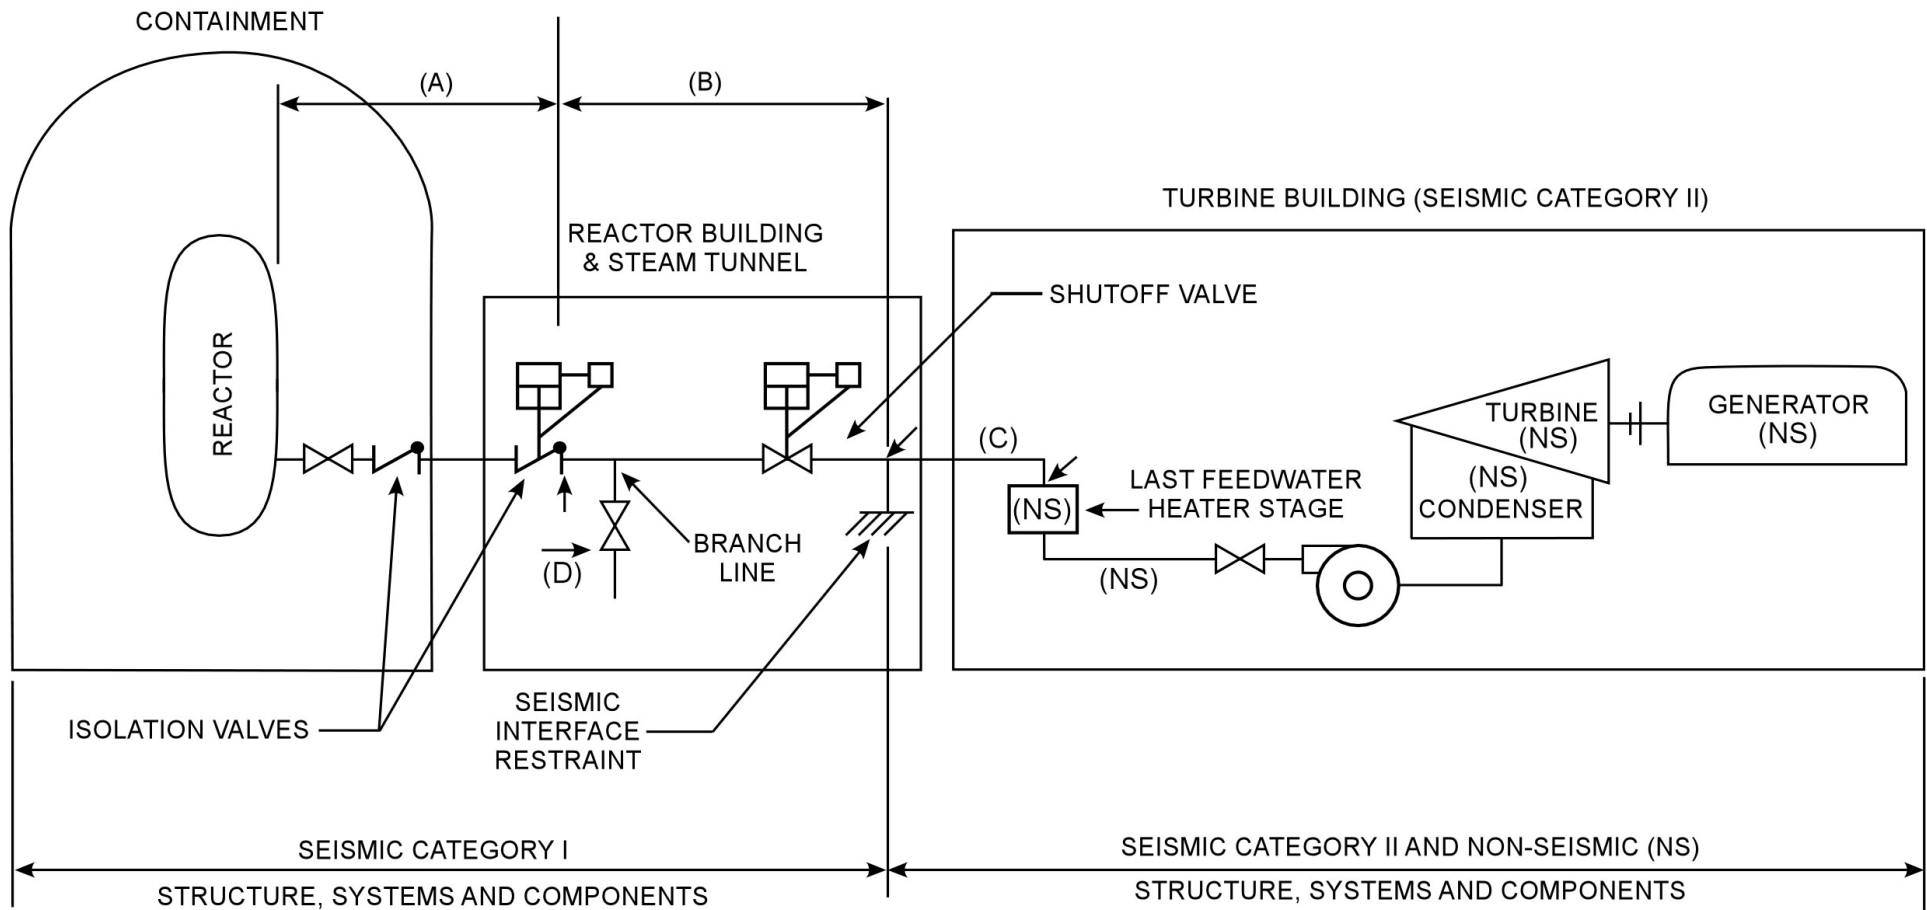 CONTAINMENT
(A)
(B)
TURBINE BUILDING (SEISMIC CATEGORY II)
REACTOR BUILDING
& STEAM TUNNEL
SHUTOFF VALVE
REACTOR
(C)
TURBINE
(NS)
GENERATOR
(NS)
(NS)
CONDENSER
(NS)
LAST FEEDWATER
HEATER STAGE
BRANCH
LINE
(D)
(NS)
ISOLATION VALVES
SEISMIC
INTERFACE
RESTRAINT
SEISMIC CATEGORY I
STRUCTURE, SYSTEMS AND COMPONENTS
SEISMIC CATEGORY II AND NON-SEISMIC (NS)
STRUCTURE, SYSTEMS AND COMPONENTS